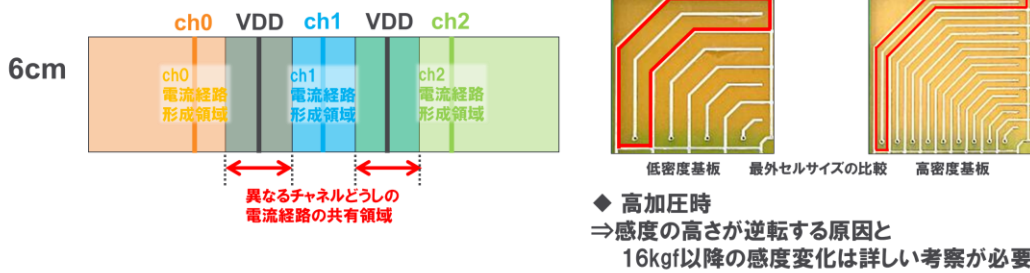 ch0 VDD ch1 VDD ch2
6cm
ch0
電流経路
形成領域
ch1
電流経路
形成領域
ch2
電流経路
形成領域
異なるチャネルどうしの
電流経路の共有領域
低密度基板 最外セルサイズの比較 高密度基板
◆ 高加圧時
⇒感度の高さが逆転する原因と
16kgf以降の感度変化は詳しい考察が必要